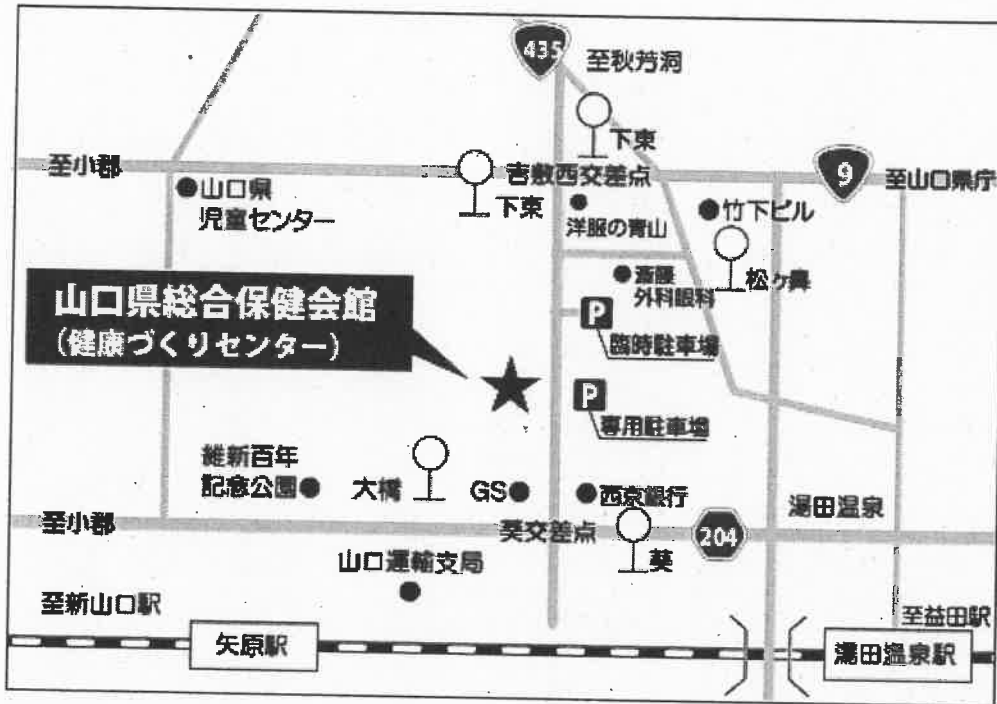 435
至秋芳洞
下東
至小郡
吉敷西交差点
9
至山口県庁
山口県
児童センター
下東
洋服の青山
竹下ビル
斎藤
外科眼科
松ヶ鼻
山口県総合保健会館
(健康づくりセンター)
P
臨時駐車場
P
専用駐車場
維新百年
記念公園
大橋
GS
西京銀行
湯田温泉
至小郡
葵交差点
葵
204
山口運輸支局
至新山口駅
至益田駅
矢原駅
湯田温泉駅